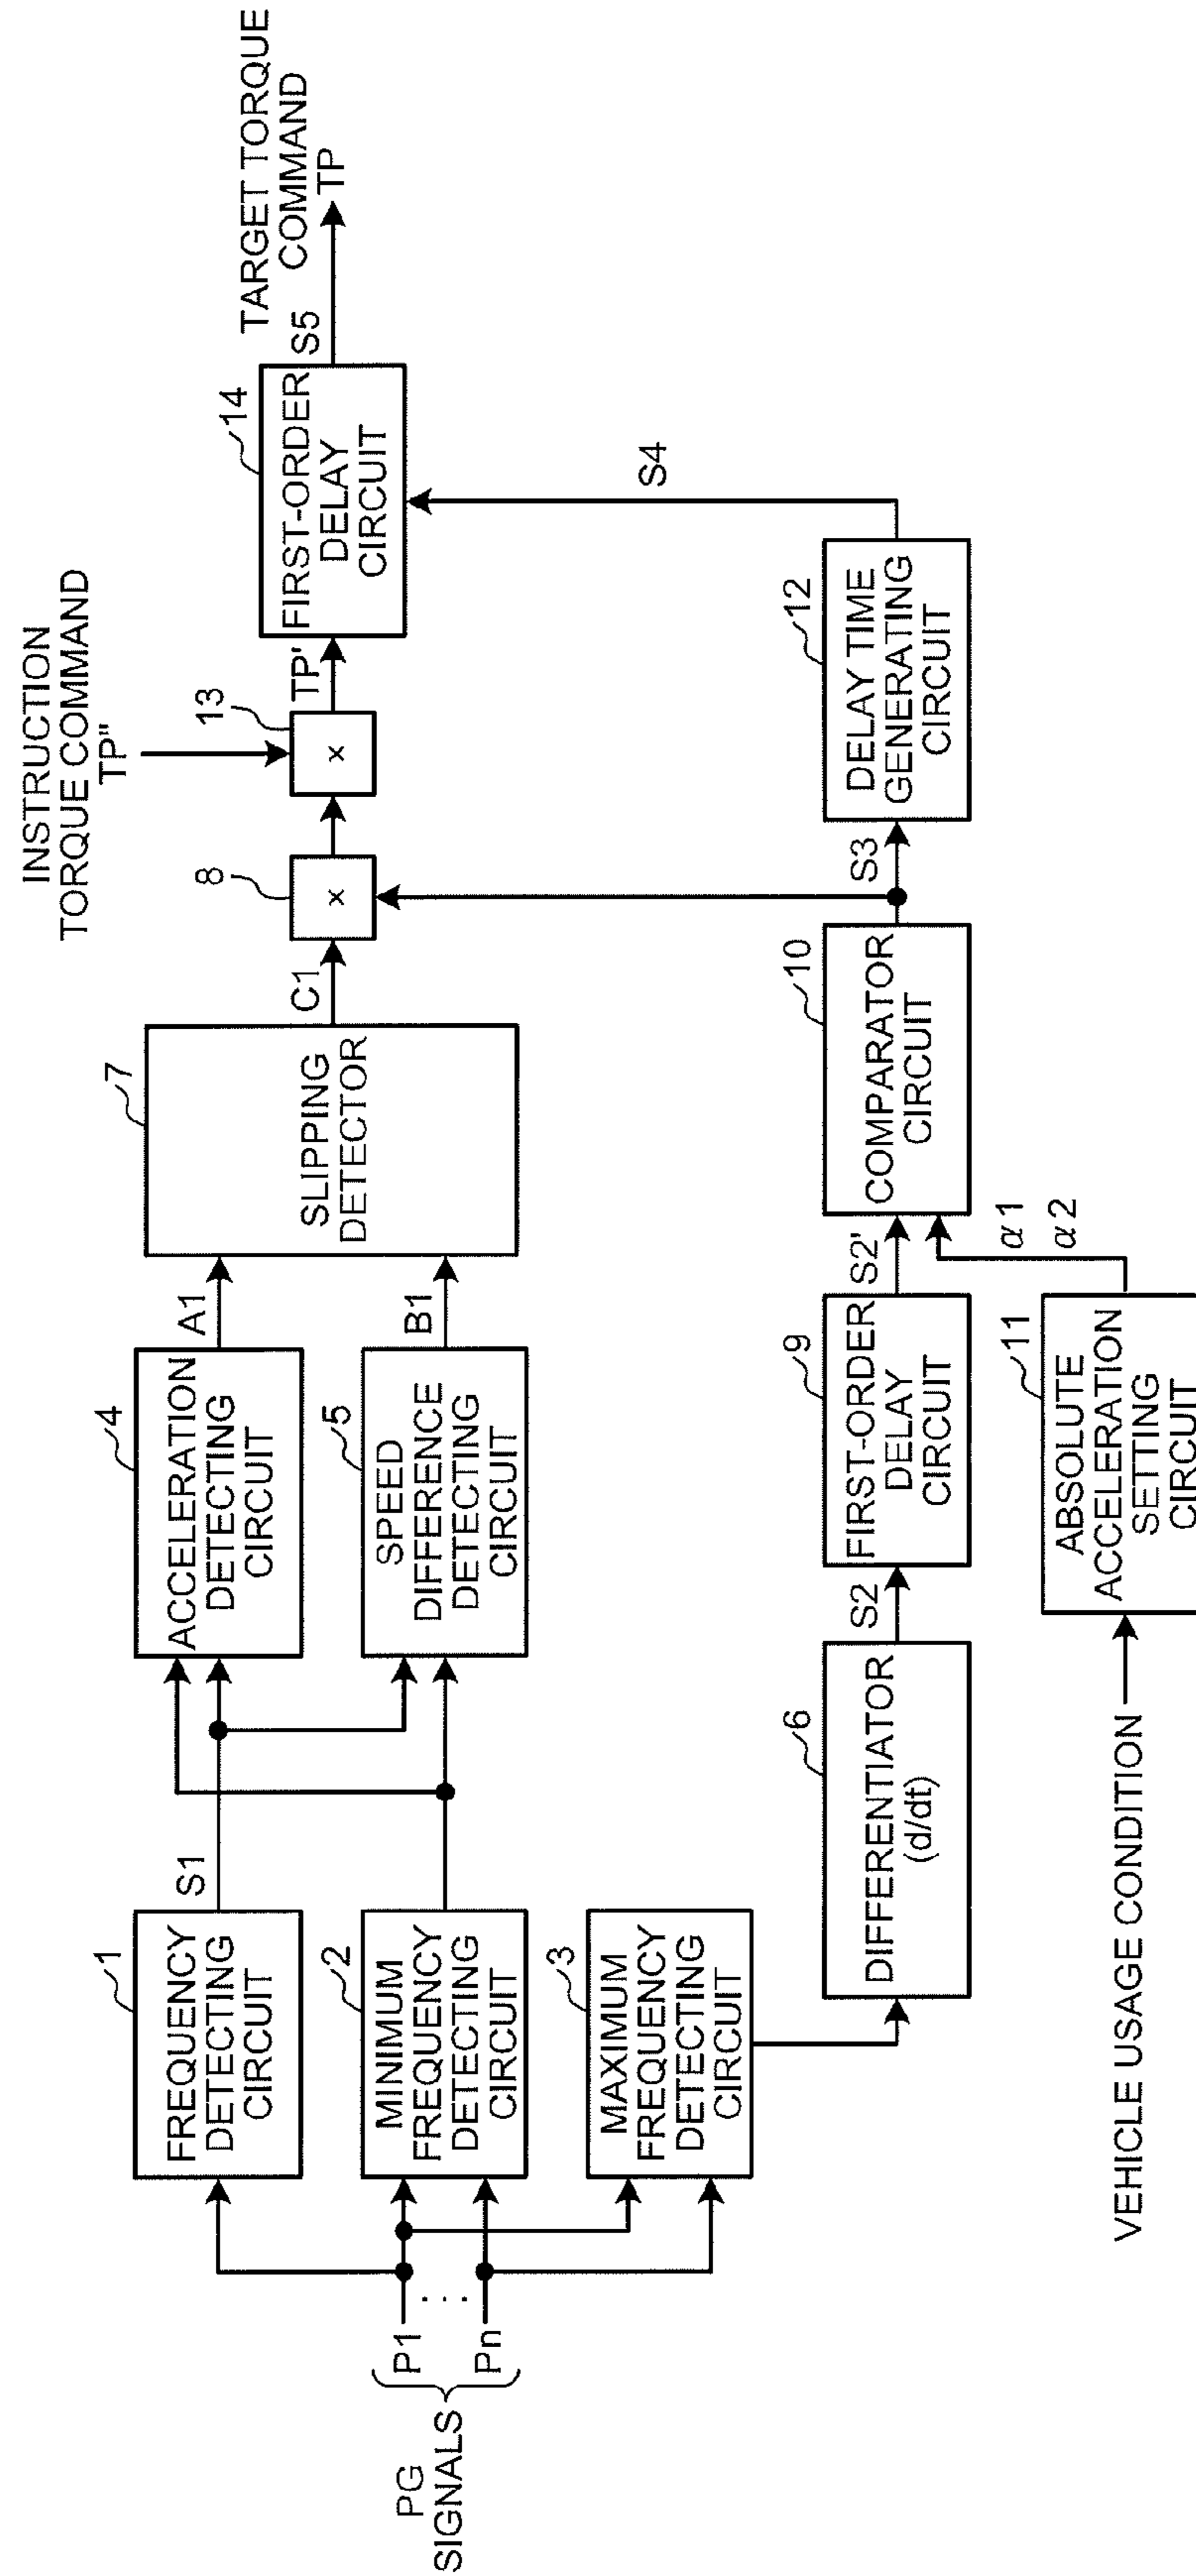 PG
SIGNALS
P1
Pn
1
FREQUENCY
DETECTING
CIRCUIT
S1
2
MINIMUM
FREQUENCY
DETECTING
CIRCUIT
3
MAXIMUM
FREQUENCY
DETECTING
CIRCUIT
4
ACCELERATION
DETECTING
CIRCUIT
A1
5
SPEED
DIFFERENCE
DETECTING
CIRCUIT
B1
6
DIFFERENTIATOR
(d/dt)
S2
7
SLIPPING
DETECTOR
C1
8
×
INSTRUCTION
TORQUE COMMAND
TP"
13
×
TP'
14
FIRST-ORDER
DELAY
CIRCUIT
S5
TARGET TORQUE
COMMAND
TP
9
FIRST-ORDER
DELAY
CIRCUIT
S2'
VEHICLE USAGE CONDITION
11
ABSOLUTE
ACCELERATION
SETTING
CIRCUIT
α1
α2
10
COMPARATOR
CIRCUIT
S3
12
DELAY TIME
GENERATING
CIRCUIT
S4